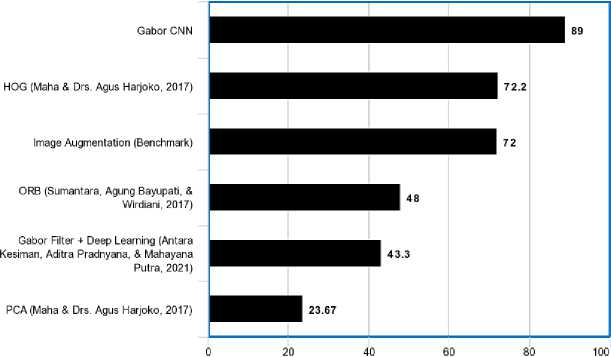 Gabor CNN
89
HOG (Maha & Drs. Agus Harjoko, 2017)
72.2
Image Augmentation (Benchmark)
72
ORB (Sumantara, Agung Bayupati, &
Wirdiani, 2017)
48
Gabor Filter + Deep Learning (Antara
Kesiman, Aditra Pradnyana, & Mahayana
Putra, 2021)
43.3
PCA (Maha & Drs. Agus Harjoko, 2017)
23.67
0 20 40 60 80 100